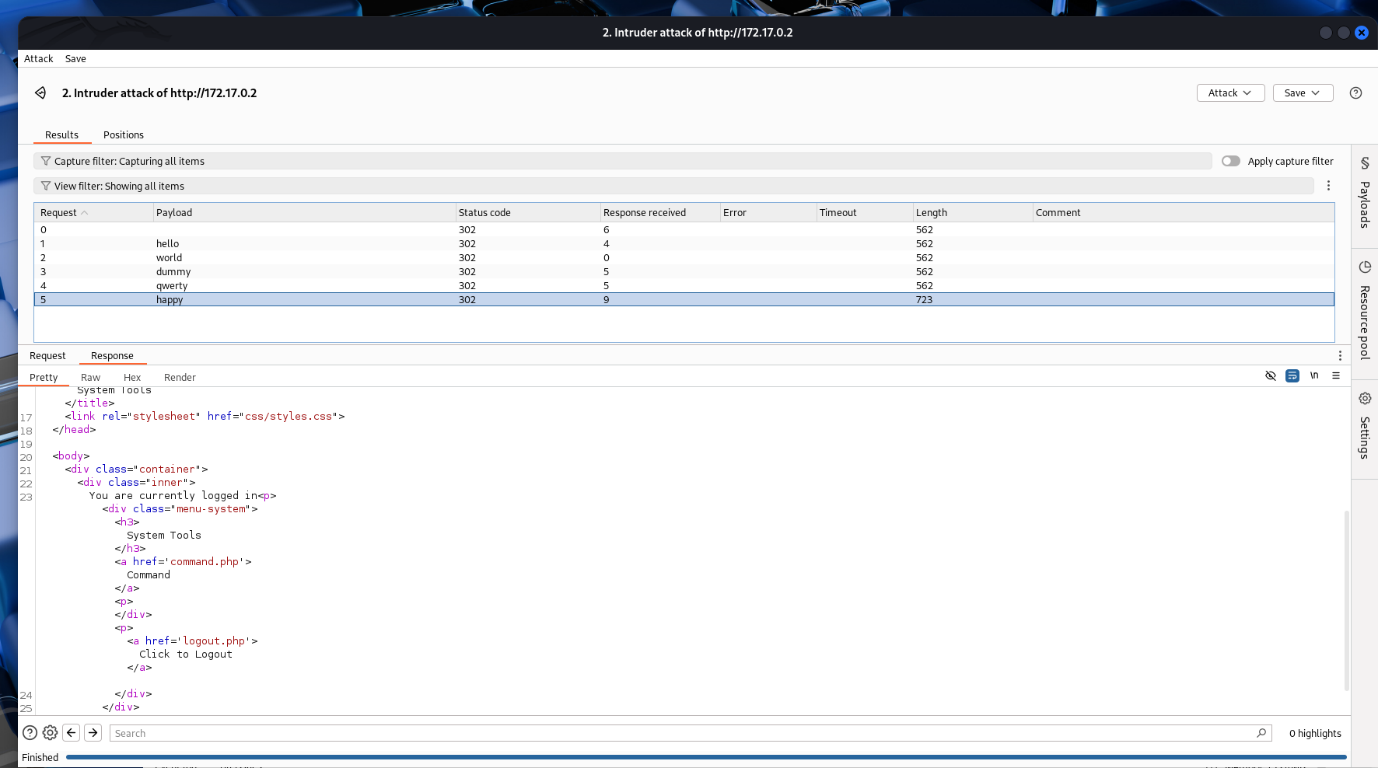 2. Intruder attack of http://172.17.0.2
Attack Save
2. Intruder attack of http://172.17.0.2
Attack Save
Results Positions
Capture filter: Capturing all items
Apply capture filter
View filter: Showing all items
Request Payload Status code Response received Error Timeout Length Comment
0 302 6 562
1 hello 302 4 562
2 world 302 0 562
3 dummy 302 5 562
4 qwerty 302 5 562
5 happy 302 9 723
Request Response
Pretty Raw Hex Render
\n
System Tools
</title>
17 <link rel="stylesheet" href="css/styles.css">
18 </head>
19
20 <body>
21 <div class="container">
22 <div class="inner">
23 You are currently logged in<p>
<div class="menu-system">
<h3>
System Tools
</h3>
<a href='command.php'>
Command
</a>
<p>
</div>
<p>
<a href='logout.php'>
Click to Logout
</a>
24 </div>
25 </div>
Search
0 highlights
Finished
§
Payloads
Resource pool
Settings